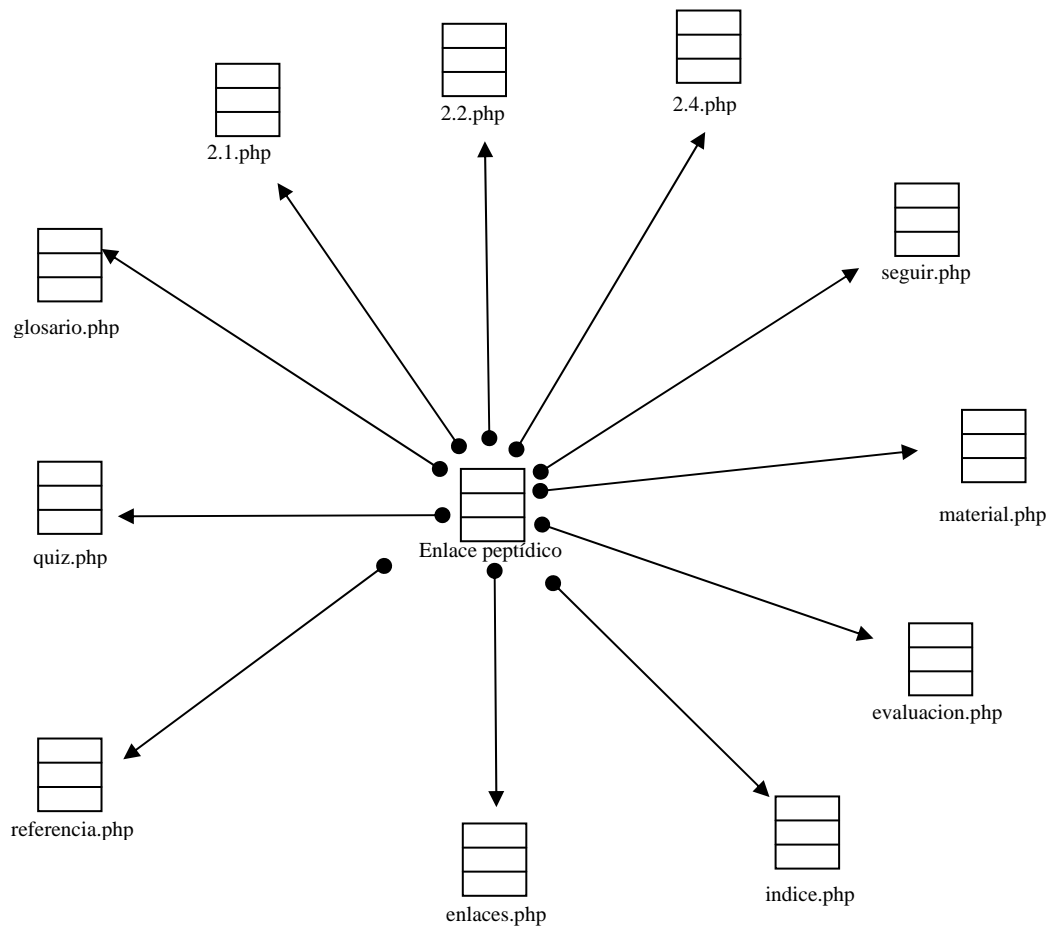 2.4.php
2.2.php
2.1.php
seguir.php
glosario.php
material.php
Enlace peptídico
quiz.php
evaluacion.php
referencia.php
indice.php
enlaces.php